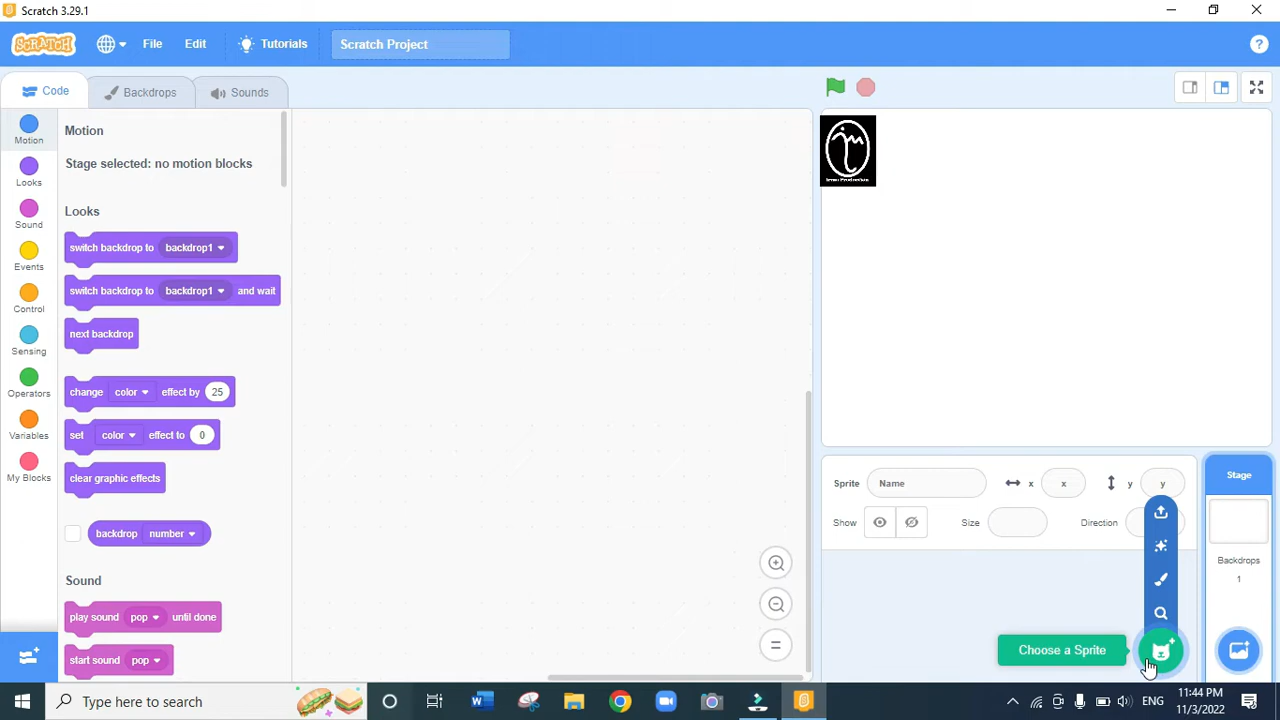 Scratch 3.29.1
SCRATCH
File
Edit
Tutorials
Scratch Project
?
Code
Backdrops
Sounds
Motion
Looks
Sound
Events
Control
Sensing
Operators
Variables
My Blocks
Motion
Stage selected: no motion blocks
Looks
switch backdrop to backdrop1
switch backdrop to backdrop1 and wait
next backdrop
change color effect by 25
set color effect to 0
clear graphic effects
backdrop number
Sound
play sound pop until done
start sound pop
Sprite Name x x y y
Show Size Direction
Choose a Sprite
Stage
Backdrops
1
Type here to search
ENG
11:44 PM
11/3/2022